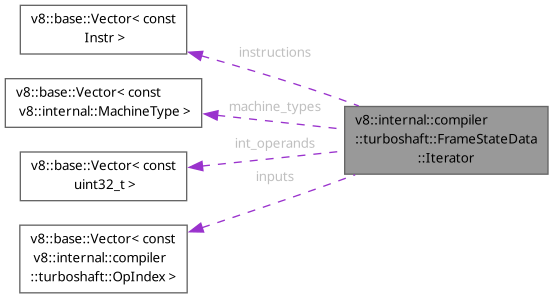 v8::base::Vector< const
Instr >
instructions
v8::base::Vector< const
v8::internal::MachineType >
machine_types
v8::internal::compiler
::turboshaft::FrameStateData
::Iterator
int_operands
v8::base::Vector< const
uint32_t >
inputs
v8::base::Vector< const
v8::internal::compiler
::turboshaft::OpIndex >